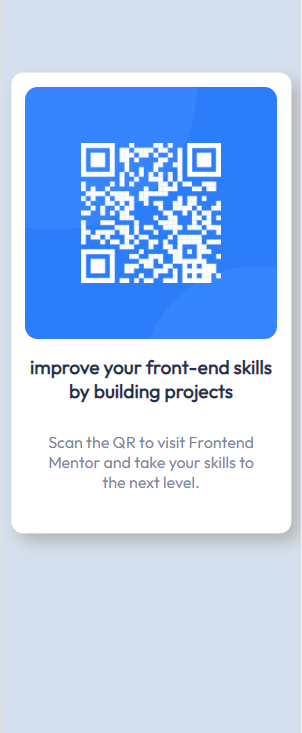 improve your front-end skills
by building projects
Scan the QR to visit Frontend
Mentor and take your skills to
the next level.